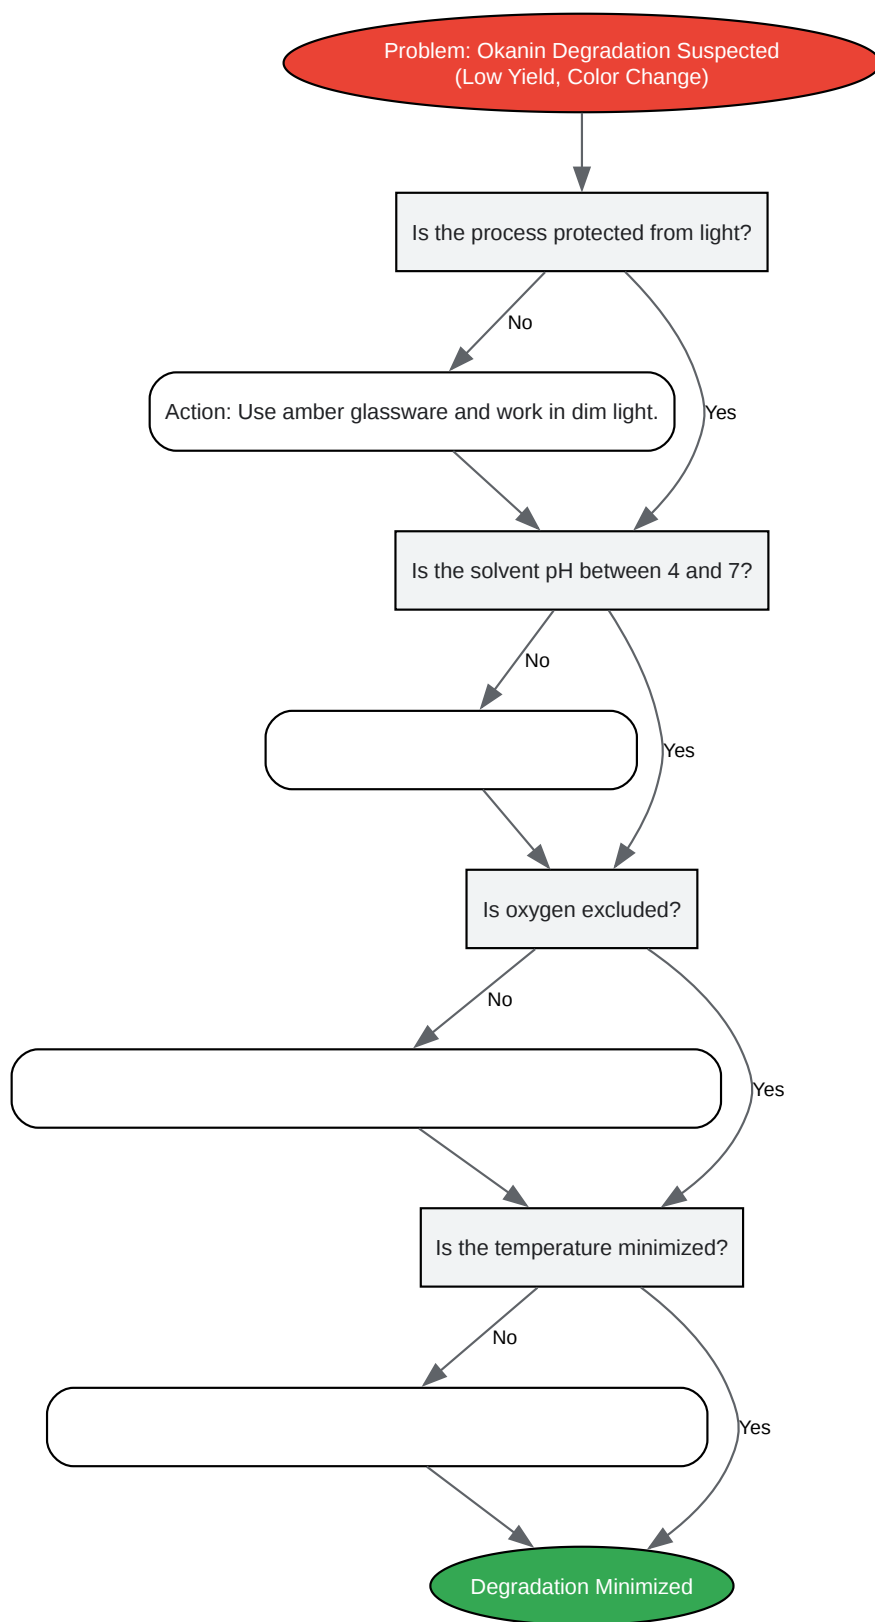 Problem: Okanin Degradation Suspected
(Low Yield, Color Change)
Is the process protected from light?
No
Action: Use amber glassware and work in dim light.
Yes
Is the solvent pH between 4 and 7?
No
Yes
Is oxygen excluded?
No
Yes
Is the temperature minimized?
No
Yes
Degradation Minimized